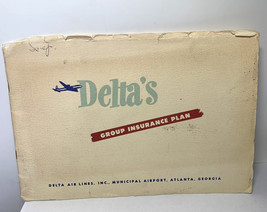 Delta's
GROUP INSURANCE PLAN
DELTA AIR LINES, INC., MUNICIPAL AIRPORT, ATLANTA, GEORGIA